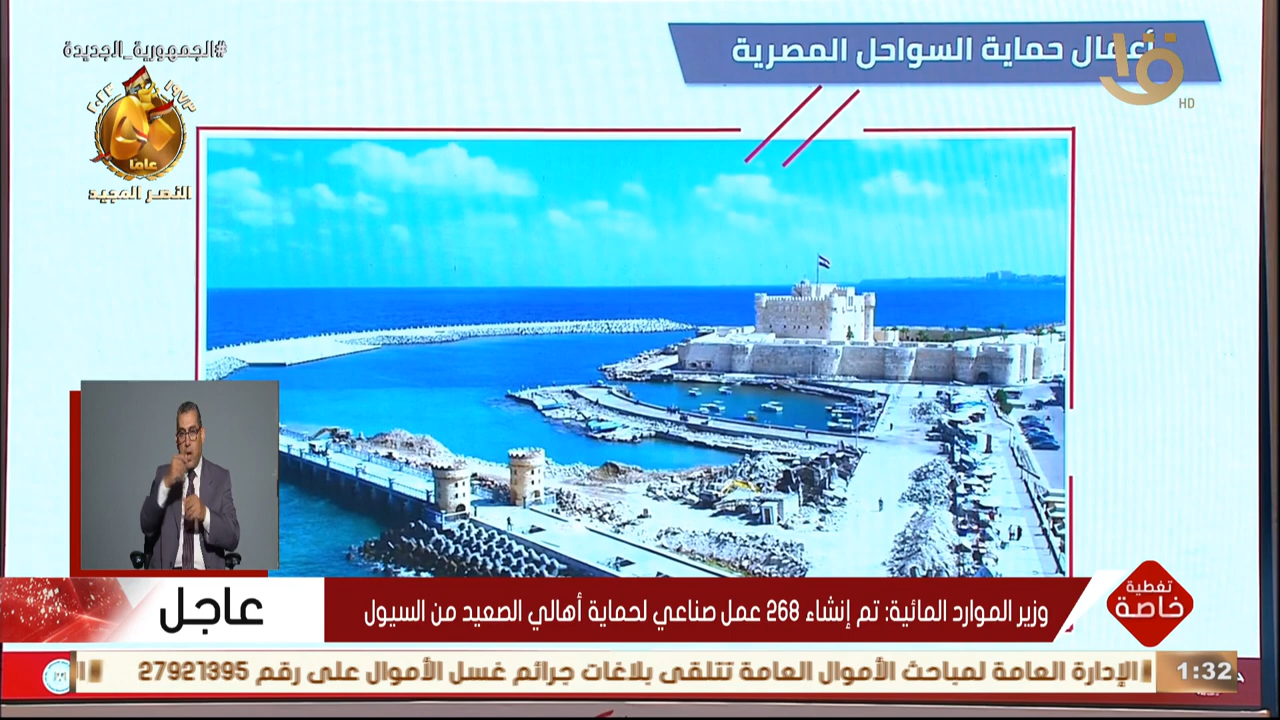 #الجمهورية_الجديدة
أعمال حماية السواحل المصرية
HD
١٩٧٣
٢٠٢٣
عاما
النصر المجيد
تغطية
خاصة
وزير الموارد المائية: تم إنشاء 268 عمل صناعي لحماية أهالي الصعيد من السيول
عاجل
1:32
الإدارة العامة لمباحث الأموال العامة تتلقى بلاغات جرائم غسل الأموال على رقم 27921395